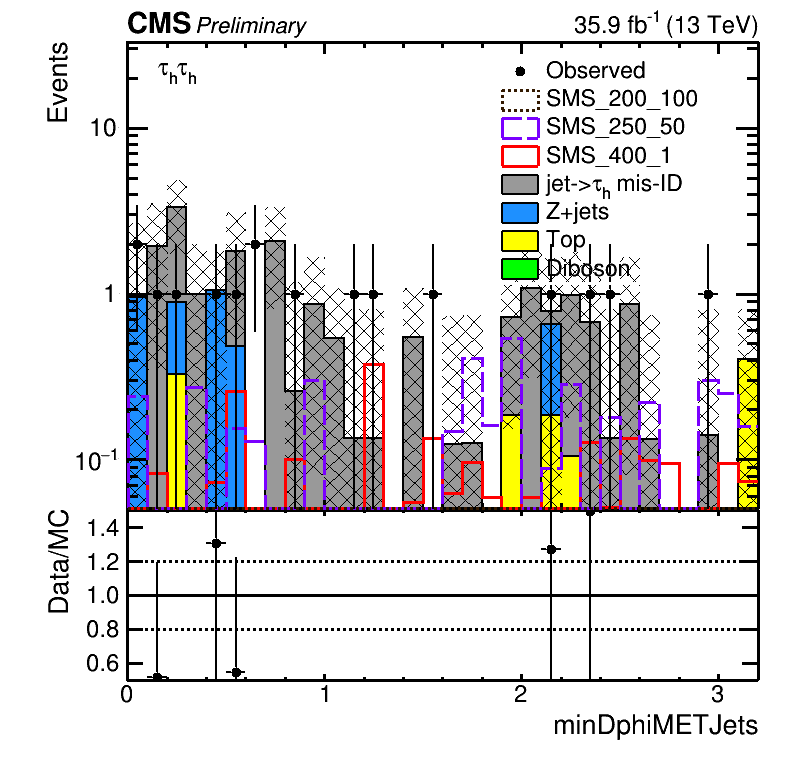 CMS Preliminary 35.9 fb⁻¹ (13 TeV)
Events
τhτh
Observed
SMS_200_100
SMS_250_50
SMS_400_1
jet->τh mis-ID
Z+jets
Top
Diboson
10
1
10⁻¹
Data/MC
1.4
1.2
1.0
0.8
0.6
0 1 2 3
minDphiMETJets